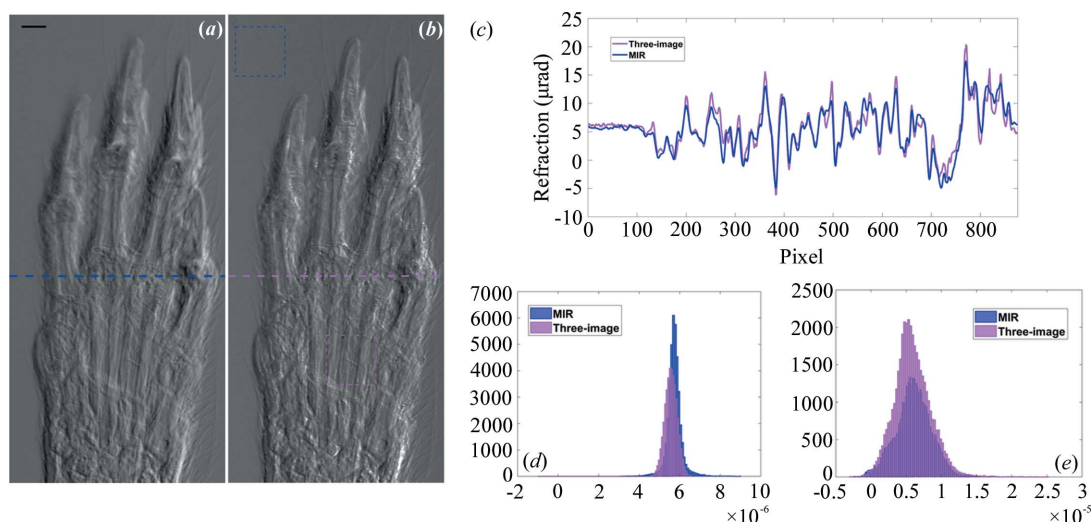 (a)
(b)
(c)
Three-image
MIR
25
20
15
10
5
0
-5
-10
Refraction (µrad)
0 100 200 300 400 500 600 700 800
Pixel
7000
6000
5000
4000
3000
2000
1000
0
MIR
Three-image
(d)
-2 0 2 4 6 8 10
×10⁻⁶
2500
2000
1500
1000
500
0
MIR
Three-image
(e)
-0.5 0 0.5 1 1.5 2 2.5 3
×10⁻⁵